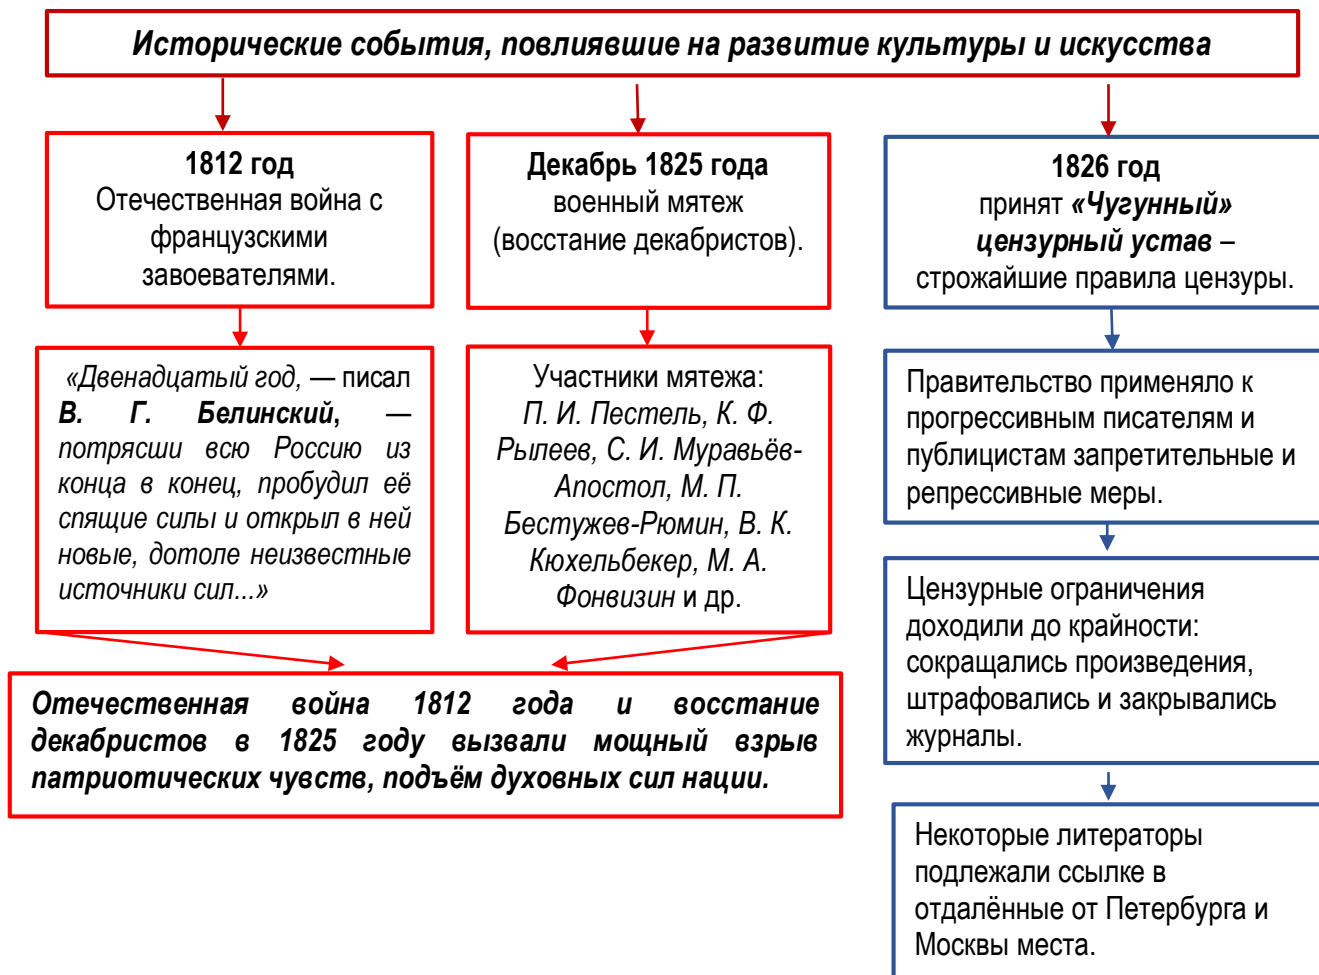 Исторические события, повлиявшие на развитие культуры и искусства
1812 год
Отечественная война с
французскими
завоевателями.
Декабрь 1825 года
военный мятеж
(восстание декабристов).
1826 год
принят «Чугунный»
цензурный устав –
строжайшие правила цензуры.
«Двенадцатый год, — писал
В. Г. Белинский, —
потрясши всю Россию из
конца в конец, пробудил её
спящие силы и открыл в ней
новые, дотоле неизвестные
источники сил...»
Участники мятежа:
П. И. Пестель, К. Ф.
Рылеев, С. И. Муравьёв-
Апостол, М. П.
Бестужев-Рюмин, В. К.
Кюхельбекер, М. А.
Фонвизин и др.
Правительство применяло к
прогрессивным писателям и
публицистам запретительные и
репрессивные меры.
Отечественная война 1812 года и восстание
декабристов в 1825 году вызвали мощный взрыв
патриотических чувств, подъём духовных сил нации.
Цензурные ограничения
доходили до крайности:
сокращались произведения,
штрафовались и закрывались
журналы.
Некоторые литераторы
подлежали ссылке в
отдалённые от Петербурга и
Москвы места.